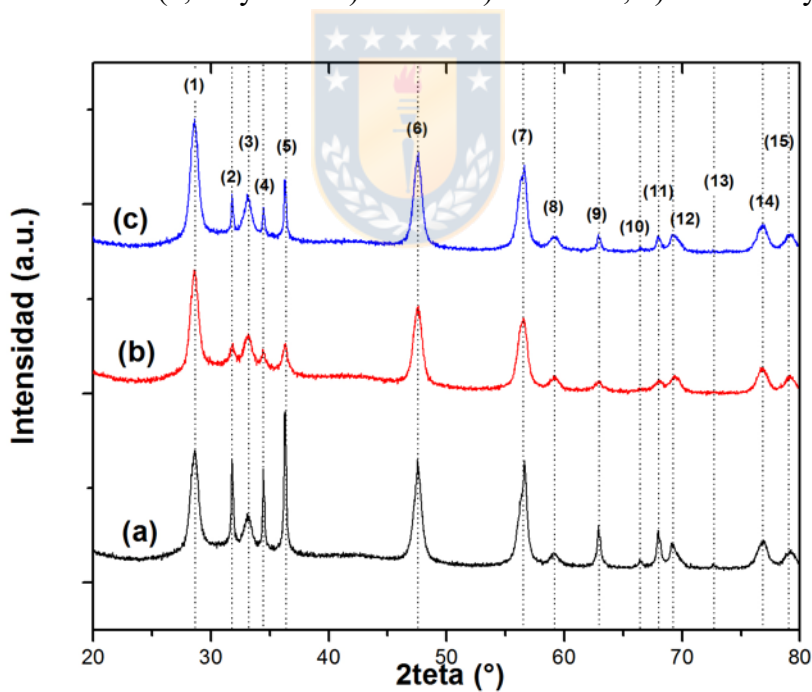 (1)
(2)
(3)
(4)
(5)
(6)
(7)
(8)
(9)
(10)
(11)
(12)
(13)
(14)
(15)
(c)
(b)
(a)
Intensidad (a.u.)
20 30 40 50 60 70 80
2teta (°)